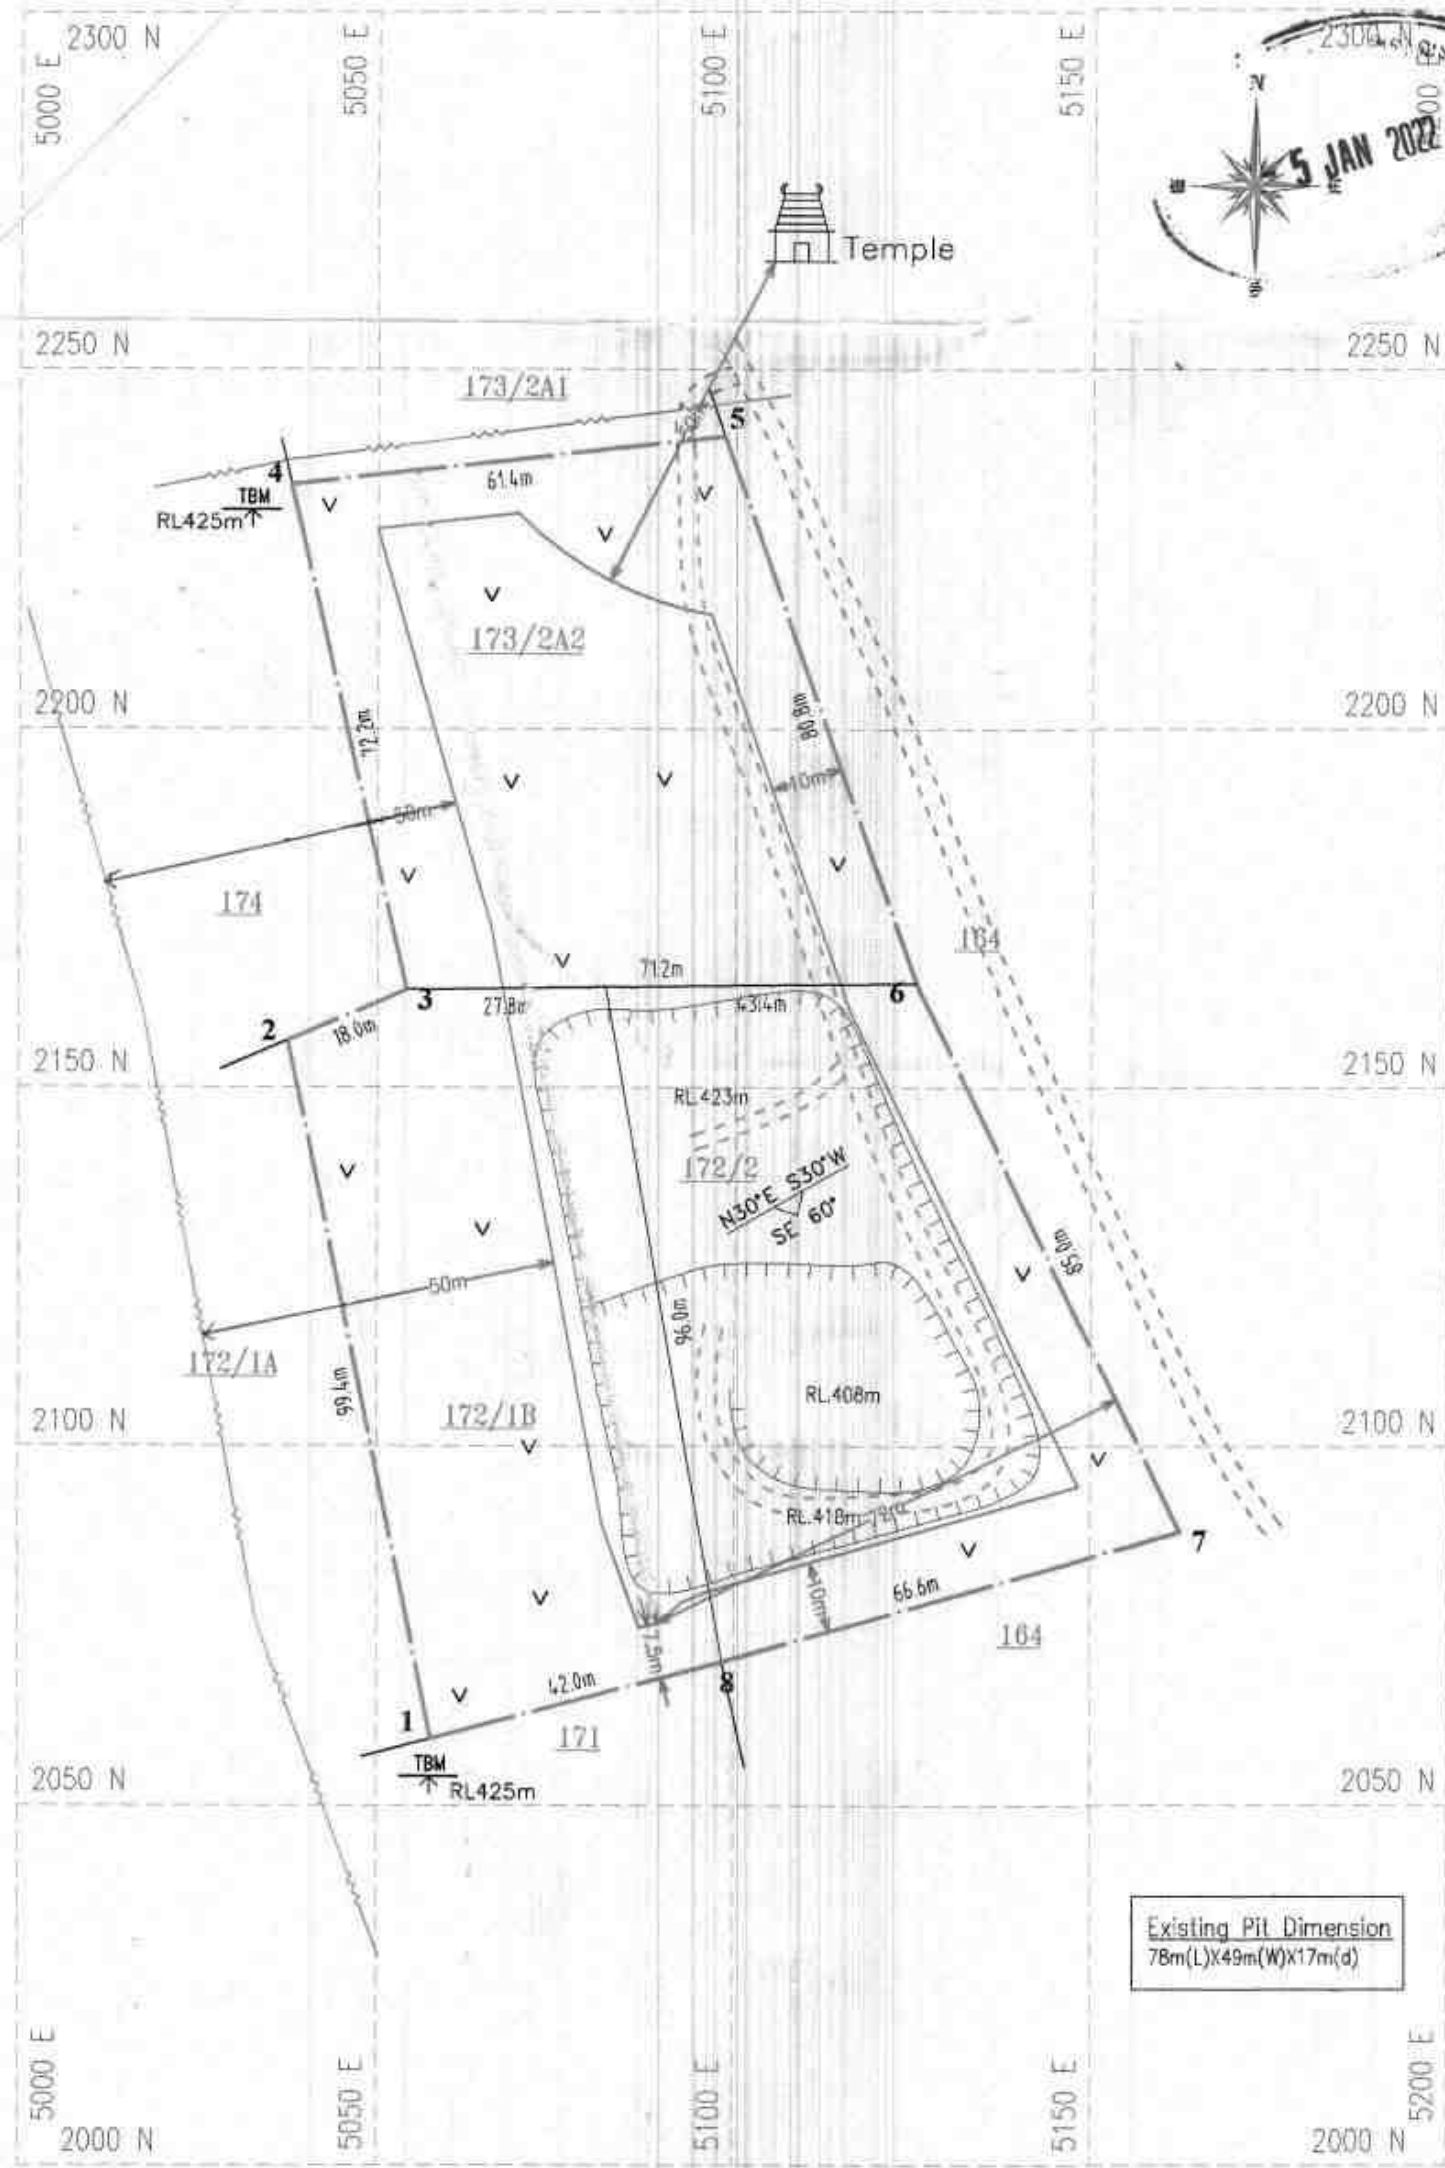 2300 N
5000 E
5050 E
5100 E
5150 E
2300 N
N
5 JAN 2022
S
Temple
2250 N
2250 N
173/2A1
5
4
61.4m
TBM
RL425m
173/2A2
2200 N
2200 N
72.2m
80.8m
10m
50m
174
164
71.2m
3
27.8m
43.4m
6
2
18.0m
2150 N
2150 N
RL.423m
172/2
N30°E S30°W
SE 60°
85.0m
50m
96.0m
172/1A
99.4m
RL.408m
172/1B
2100 N
2100 N
RL.418m
7
10m
66.6m
164
7.5m
42.0m
8
1
171
TBM
RL425m
2050 N
2050 N
Existing Pit Dimension
78m(L)X49m(W)X17m(d)
5000 E
5050 E
5100 E
5150 E
5200 E
2000 N
2000 N